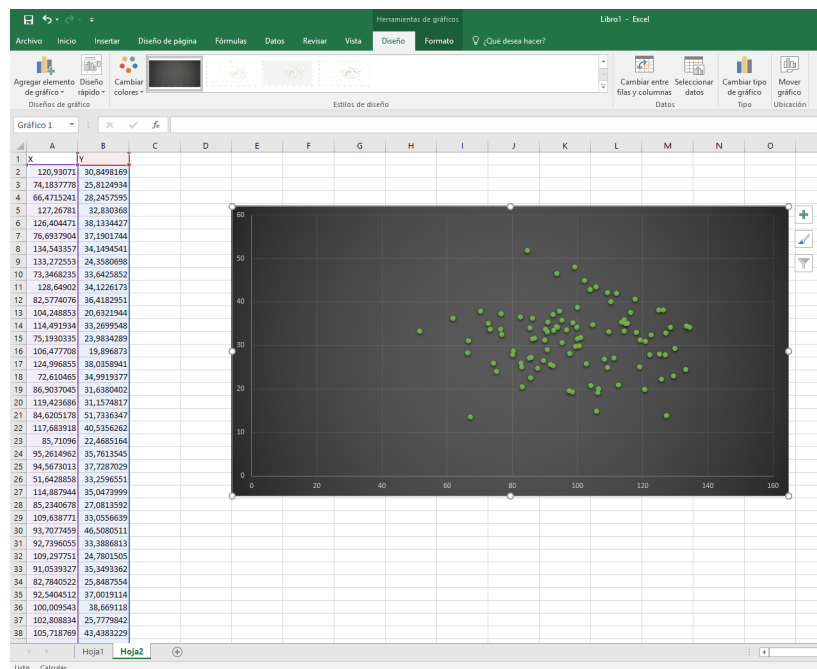 Herramientas de gráficos
Libro1 - Excel
Archivo Inicio Insertar Diseño de página Fórmulas Datos Revisar Vista Diseño Formato ¿Qué desea hacer?
Agregar elemento de gráfico
Diseño rápido
Cambiar colores
Cambiar entre filas y columnas
Seleccionar datos
Cambiar tipo de gráfico
Mover gráfico
Diseños de gráfico Estilos de diseño Datos Tipo Ubicación
Gráfico 1 fx
A B C D E F G H I J K L M N O
1 X Y
2 120,93071 30,8498169
3 74,1837778 25,8124934
4 66,4715241 28,2457595
5 127,26781 32,830368
6 126,404471 38,1334427
7 76,6937904 37,1901744
8 134,543357 34,1494541
9 133,272553 24,3580698
10 73,3468235 33,6425852
11 128,64902 34,1226173
12 82,5774076 36,4182951
13 104,248853 20,6321944
14 114,491934 33,2699548
15 75,1930335 23,9834289
16 106,477708 19,896873
17 124,996855 38,0358941
18 72,610465 34,9919377
19 86,9037045 31,6380402
20 119,423686 31,1574817
21 84,6205178 51,7336347
22 117,683918 40,5356262
23 85,71096 22,4685164
24 95,2614962 35,7613545
25 94,5673013 37,7287029
26 51,6428858 33,2596551
27 114,887944 35,0473999
28 85,2340678 27,0813592
29 109,638771 33,0556639
30 93,7077459 46,5080511
31 92,7396055 33,3886813
32 109,297751 24,7801505
33 91,0539327 35,3493362
34 82,7840522 25,8487554
35 92,5404512 37,0019114
36 100,009543 38,669118
37 102,808834 25,7779842
38 105,718769 43,4383229
60
50
40
30
20
10
0
0 20 40 60 80 100 120 140 160
Hoja1 Hoja2
Listo Calcular